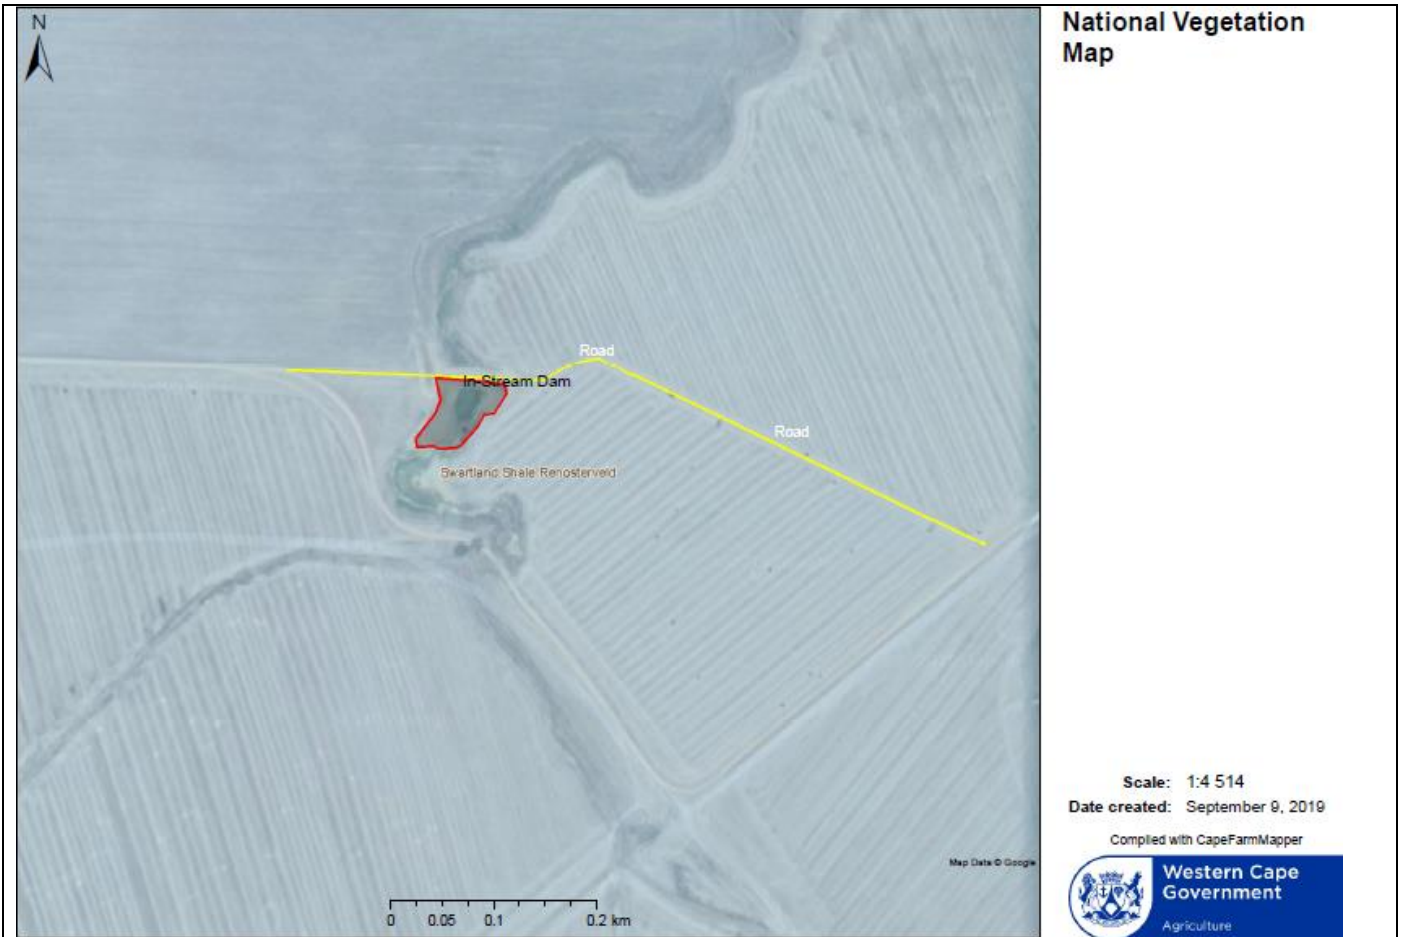 N
National Vegetation
Map
Road
In-Stream Dam
Road
Swartland Shale Renosterveld
Scale: 1:4 514
Date created: September 9, 2019
Compiled with CapeFarmMapper
Map Data © Google
Western Cape
Government
Agriculture
0 0.05 0.1 0.2 km